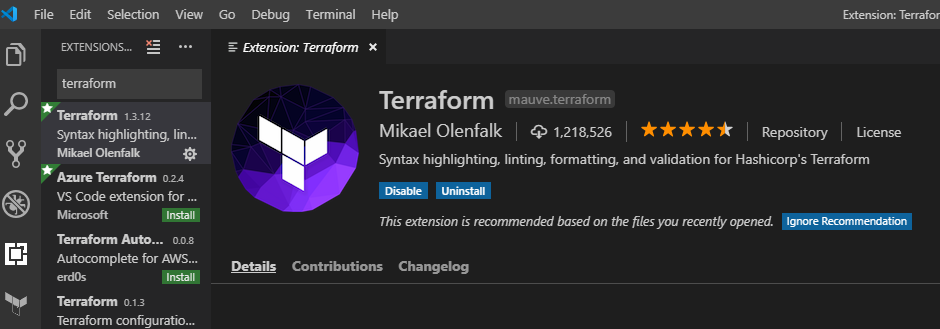 File Edit Selection View Go Debug Terminal Help Extension: Terrafor
EXTENSIONS...
terraform
Terraform 1.3.12
Syntax highlighting, lin...
Mikael Olenfalk
Azure Terraform 0.2.4
VS Code extension for ...
Microsoft Install
Terraform Auto... 0.0.8
Autocomplete for AWS...
erd0s Install
Terraform 0.1.3
Terraform configuratio...
Extension: Terraform
Terraform mauve.terraform
Mikael Olenfalk 1,218,526 Repository License
Syntax highlighting, linting, formatting, and validation for Hashicorp's Terraform
Disable Uninstall
This extension is recommended based on the files you recently opened. Ignore Recommendation
Details Contributions Changelog